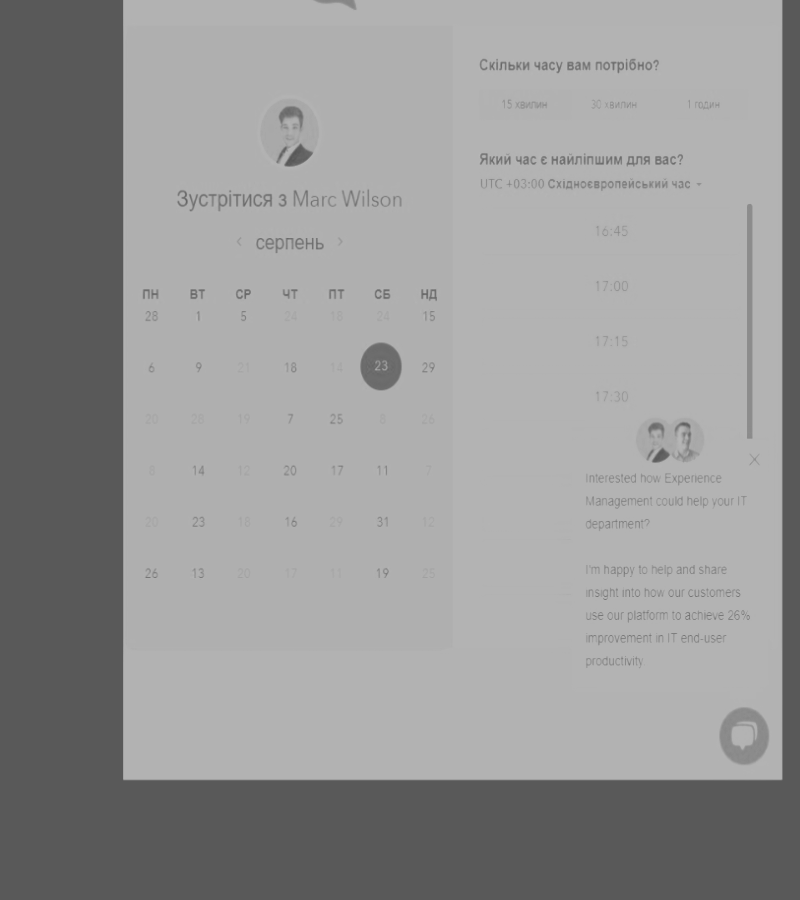 Зустрітися з Marc Wilson
серпень
ПН ВТ СР ЧТ ПТ СБ НД
28 1 5 24 18 24 15
6 9 21 18 14 23 29
20 28 19 7 25 8 26
14 12 20 17 11 7
20 23 18 16 29 31 12
26 13 20 17 11 19 25
Скільки часу вам потрібно?
15 хвилин 30 хвилин 1 годин
Який час є найліпшим для вас?
UTC +03:00 Східноєвропейський час
16:45
17:00
17:15
17:30
Interested how Experience
Management could help your IT
department?
I'm happy to help and share
insight into how our customers
use our platform to achieve 26%
improvement in IT end-user
productivity